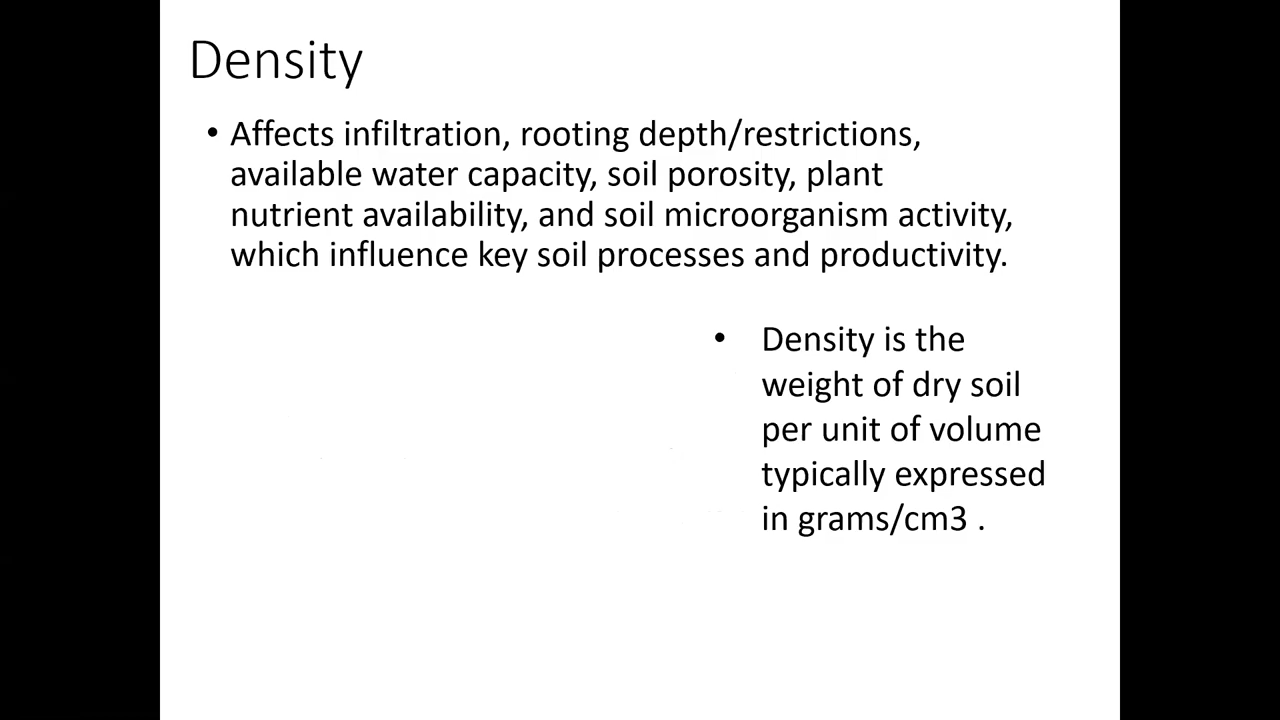 Density
• Affects infiltration, rooting depth/restrictions,
available water capacity, soil porosity, plant
nutrient availability, and soil microorganism activity,
which influence key soil processes and productivity.
• Density is the
weight of dry soil
per unit of volume
typically expressed
in grams/cm3 .